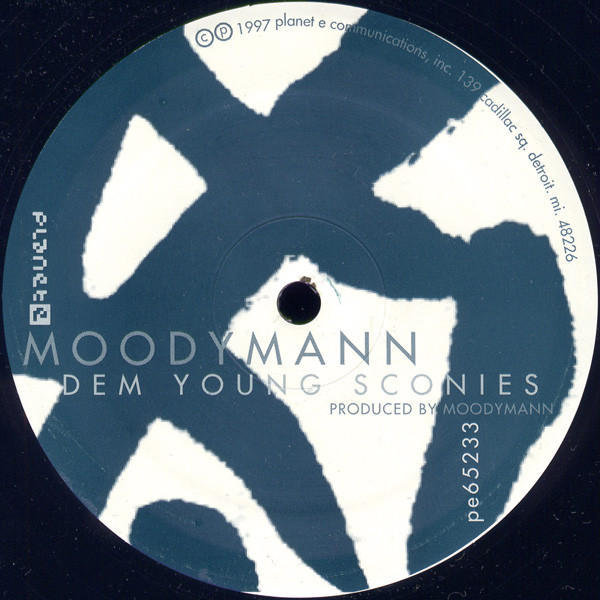 © ℗ 1997 planet e communications, inc. 139 cadillac sq. detroit. mi. 48226
planet e
MOODYMANN
DEM YOUNG SCONIES
PRODUCED BY MOODYMANN
pe65233